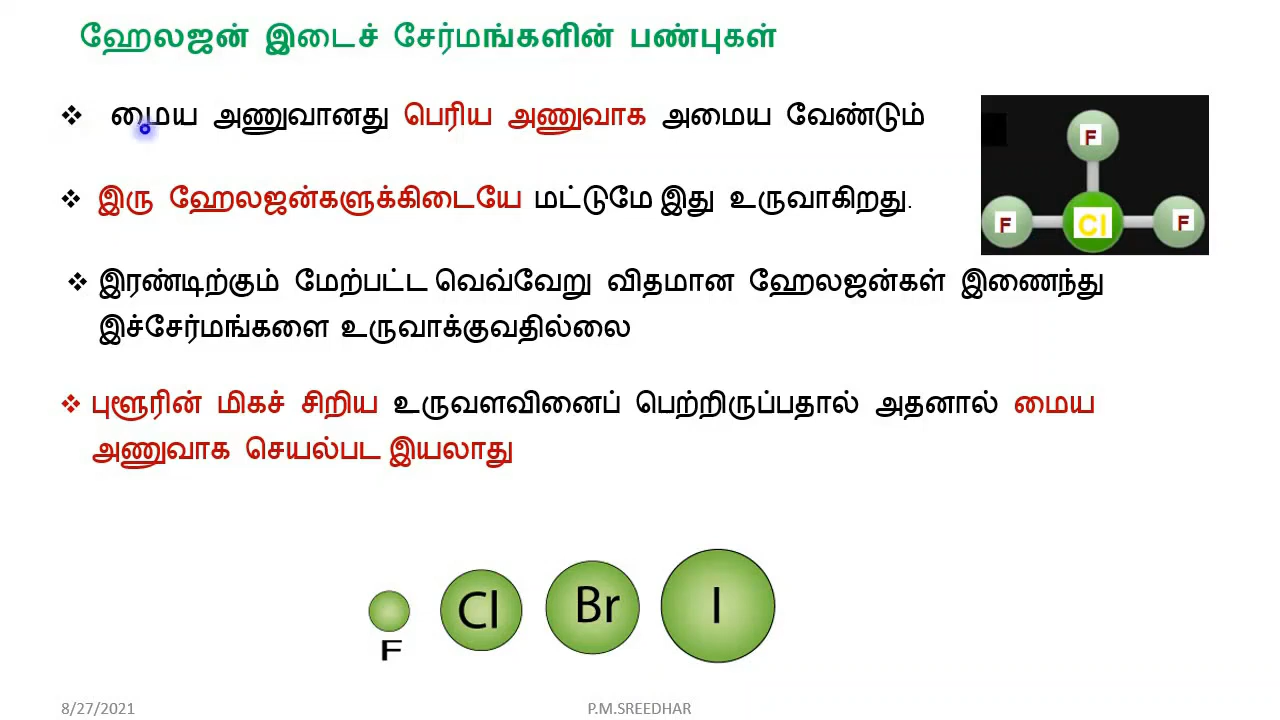 ஹேலஜன் இடைச் சேர்மங்களின் பண்புகள்
❖ மைய அணுவானது பெரிய அணுவாக அமைய வேண்டும்
❖ இரு ஹேலஜன்களுக்கிடையே மட்டுமே இது உருவாகிறது.
❖ இரண்டிற்கும் மேற்பட்ட வெவ்வேறு விதமான ஹேலஜன்கள் இணைந்து
இச்சேர்மங்களை உருவாக்குவதில்லை
❖ புளூரின் மிகச் சிறிய உருவளவினைப் பெற்றிருப்பதால் அதனால் மைய
அணுவாக செயல்பட இயலாது
F
F Cl F
Cl Br I
F
8/27/2021 P.M.SREEDHAR